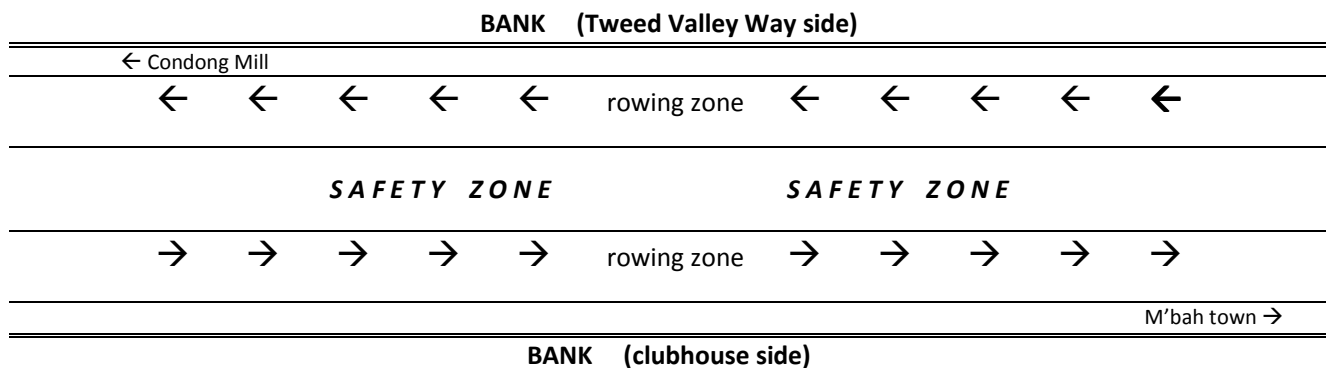 BANK (Tweed Valley Way side)
← Condong Mill
← ← ← ← ← rowing zone ← ← ← ← ←
SAFETY ZONE SAFETY ZONE
→ → → → → rowing zone → → → → →
M'bah town →
BANK (clubhouse side)